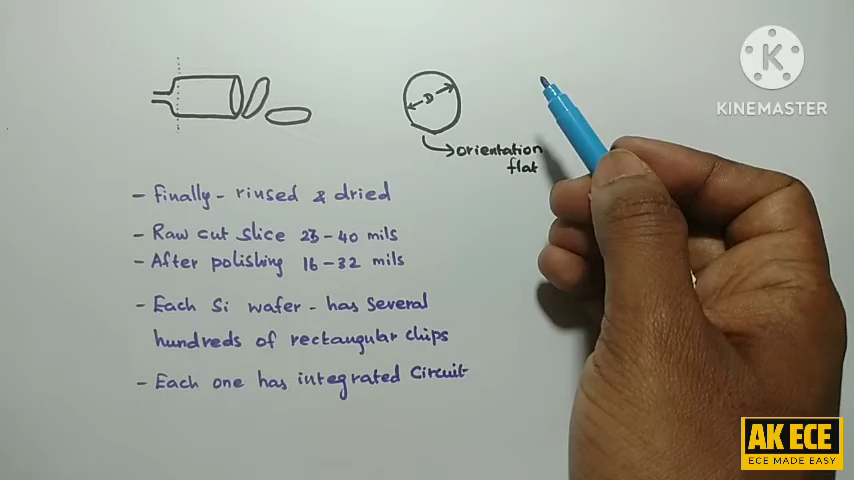 K
KINEMASTER
D
orientation
flat
- Finally - rinsed & dried
- Raw cut slice 23-40 mils
- After polishing 16-32 mils
- Each Si wafer - has several
hundreds of rectangular chips
- Each one has integrated Circuit
AK ECE
ECE MADE EASY